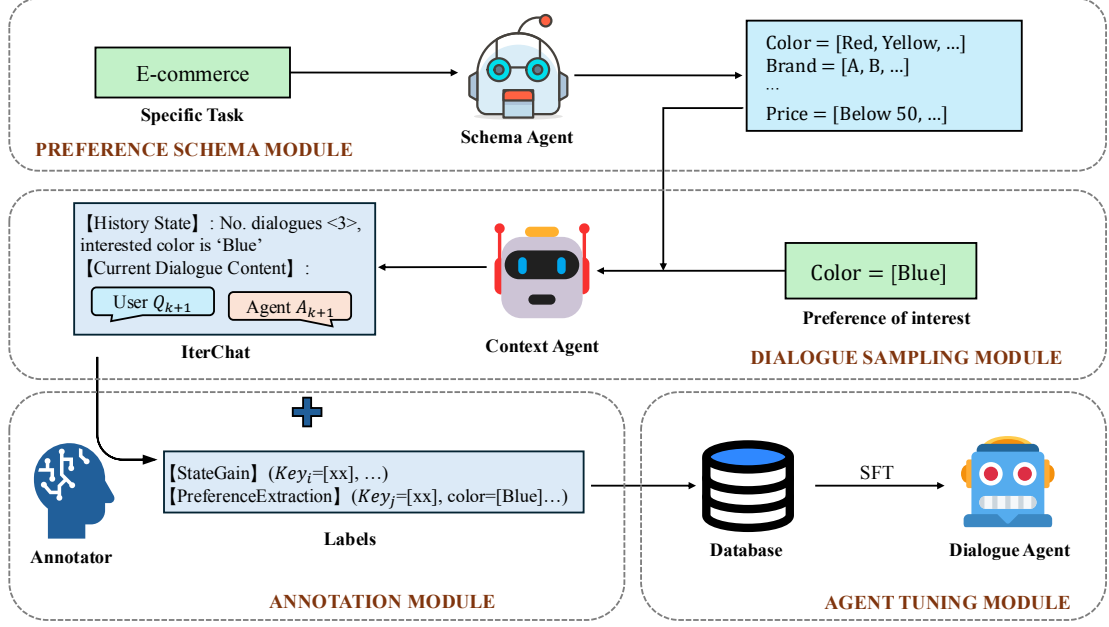 E-commerce
Specific Task
Schema Agent
Color = [Red, Yellow, ...]
Brand = [A, B, ...]
...
Price = [Below 50, ...]
PREFERENCE SCHEMA MODULE
【History State】: No. dialogues <3>,
interested color is ‘Blue’
【Current Dialogue Content】:
User Q_{k+1}
Agent A_{k+1}
IterChat
Context Agent
Color = [Blue]
Preference of interest
DIALOGUE SAMPLING MODULE
Annotator
【StateGain】(Key_i=[xx], …)
【PreferenceExtraction】(Key_j=[xx], color=[Blue]…)
Labels
ANNOTATION MODULE
Database
SFT
Dialogue Agent
AGENT TUNING MODULE